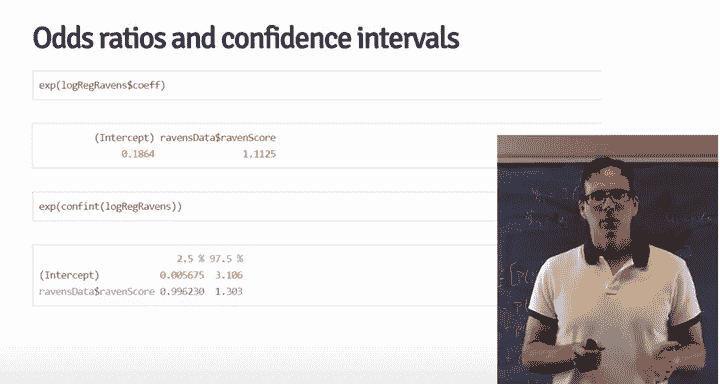 Odds ratios and confidence intervals
exp(logRegRavens$coeff)
(Intercept) ravensData$ravenScore
0.1864 1.1125
exp(confint(logRegRavens))
2.5 % 97.5 %
(Intercept) 0.005675 3.106
ravensData$ravenScore 0.996230 1.303